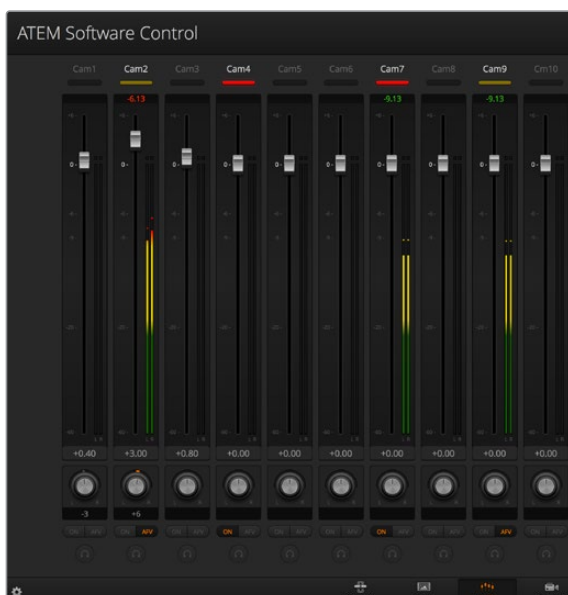 ATEM Software Control
Cam1 Cam2 Cam3 Cam4 Cam5 Cam6 Cam7 Cam8 Cam9 Cm10
-6.13 -9.13 -9.13
+0.40 +3.00 +0.80 +0.00 +0.00 +0.00 +0.00 +0.00 +0.00 +0.00
-3 +6
ON AFV ON AFV ON AFV ON AFV ON AFV ON AFV ON AFV ON AFV ON AFV ON